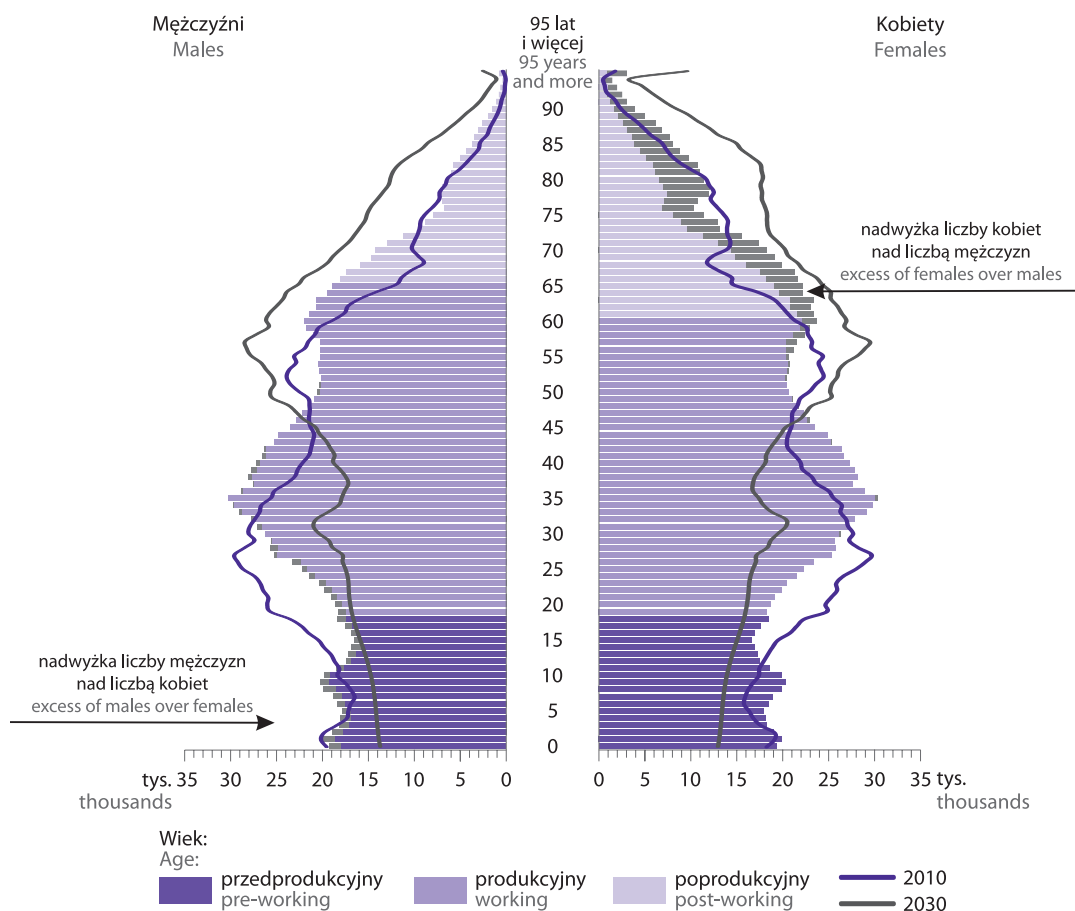 Mężczyźni
Males
95 lat
i więcej
95 years
and more
Kobiety
Females
90
85
80
75
70
65
60
55
50
45
40
35
30
25
20
15
10
5
0
nadwyżka liczby kobiet
nad liczbą mężczyzn
excess of females over males
nadwyżka liczby mężczyzn
nad liczbą kobiet
excess of males over females
tys. 35 30 25 20 15 10 5 0
thousands
0 5 10 15 20 25 30 35 tys.
thousands
Wiek:
Age:
przedprodukcyjny
pre-working
produkcyjny
working
poprodukcyjny
post-working
2010
2030